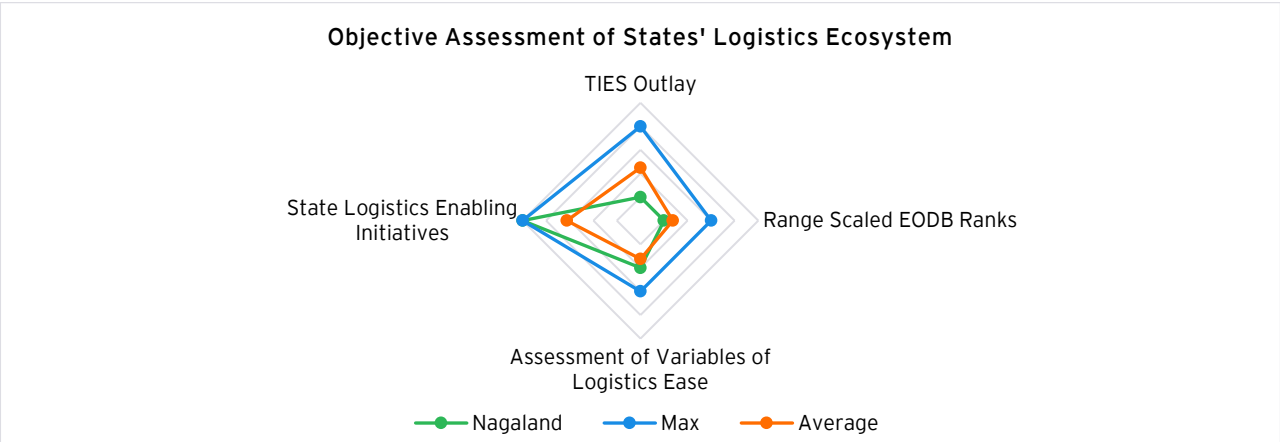 Objective Assessment of States' Logistics Ecosystem
TIES Outlay
State Logistics Enabling
Initiatives
Range Scaled EODB Ranks
Assessment of Variables of
Logistics Ease
Nagaland
Max
Average